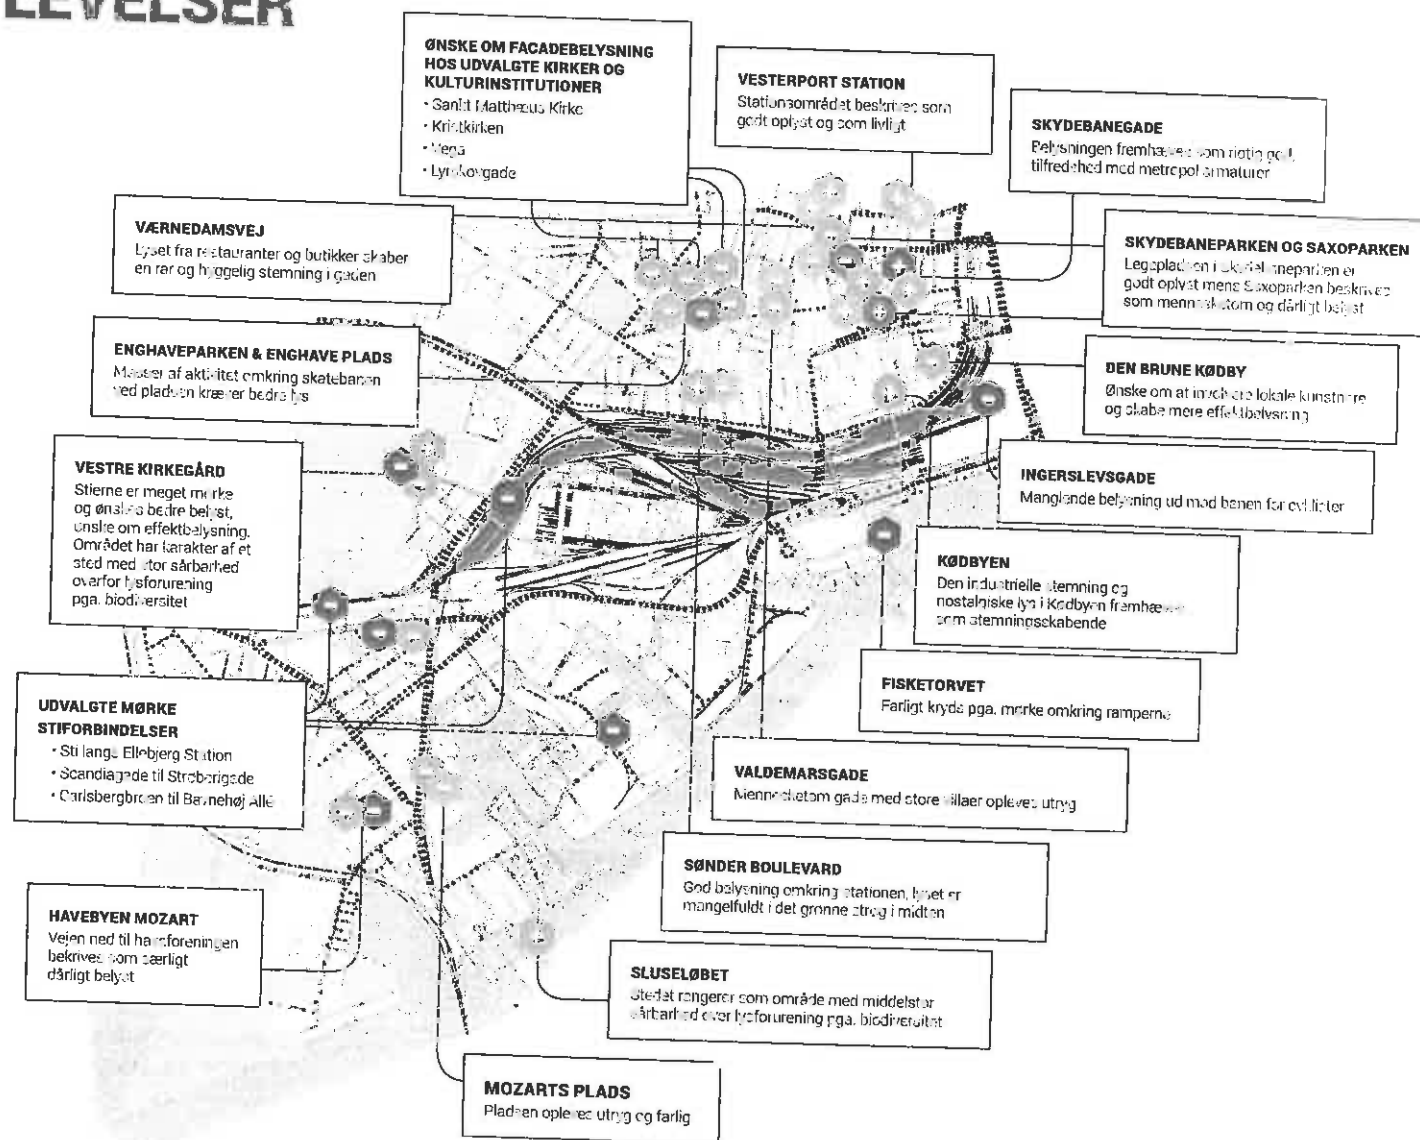 LEVELSER
ØNSKE OM FACADEBELYSNING
HOS UDVALGTE KIRKER OG
KULTURINSTITUTIONER
• Sankt Matthæus Kirke
• Kristkirken
• Vega
• Lyrskovgade
VESTERPORT STATION
Stationsområdet beskrives som
godt oplyst og som livligt
SKYDEBANEGADE
Belysningen fremhæves som rigtig god,
tilfredshed med metropol armaturer
VÆRNEDAMSVEJ
Lyset fra restauranter og butikker skaber
en rar og hyggelig stemning i gaden
SKYDEBANEPARKEN OG SAXOPARKEN
Legepladsen i Skydebaneparken er
godt oplyst mens Saxoparken beskrives
som mennesketom og dårligt belyst
ENGHAVEPARKEN & ENGHAVE PLADS
Masser af aktivitet omkring skatebanen
ved pladsen kræver bedre lys
DEN BRUNE KØDBY
Ønske om at involvere lokale kunstnere
og skabe mere effektbelysning
VESTRE KIRKEGÅRD
Stierne er meget mørke
og ønskes bedre belyst,
ønske om effektbelysning.
Området har karakter af et
sted med stor sårbarhed
overfor lysforurening
pga. biodiversitet
INGERSLEVSGADE
Manglende belysning ud mod banen for cyklister
KØDBYEN
Den industrielle stemning og
nostalgiske lys i Kødbyen fremhæves
som stemningsskabende
FISKETORVET
Farligt kryds pga. mørke omkring ramperne
UDVALGTE MØRKE
STIFORBINDELSER
• Sti langs Ellebjerg Station
• Scandiagade til Strøberigade
• Carlsbergbroen til Bavnehøj Allé
VALDEMARSGADE
Mennesketom gade med store villaer opleves utryg
SØNDER BOULEVARD
God belysning omkring stationen, lyset er
mangelfuldt i det grønne strøg i midten
HAVEBYEN MOZART
Vejen ned til haveforeningen
bekrives som særligt
dårligt belyst
SLUSELØBET
Stedet rangerer som område med middelstor
sårbarhed over lysforurening pga. biodiversitet
MOZARTS PLADS
Pladsen opleves utryg og farlig